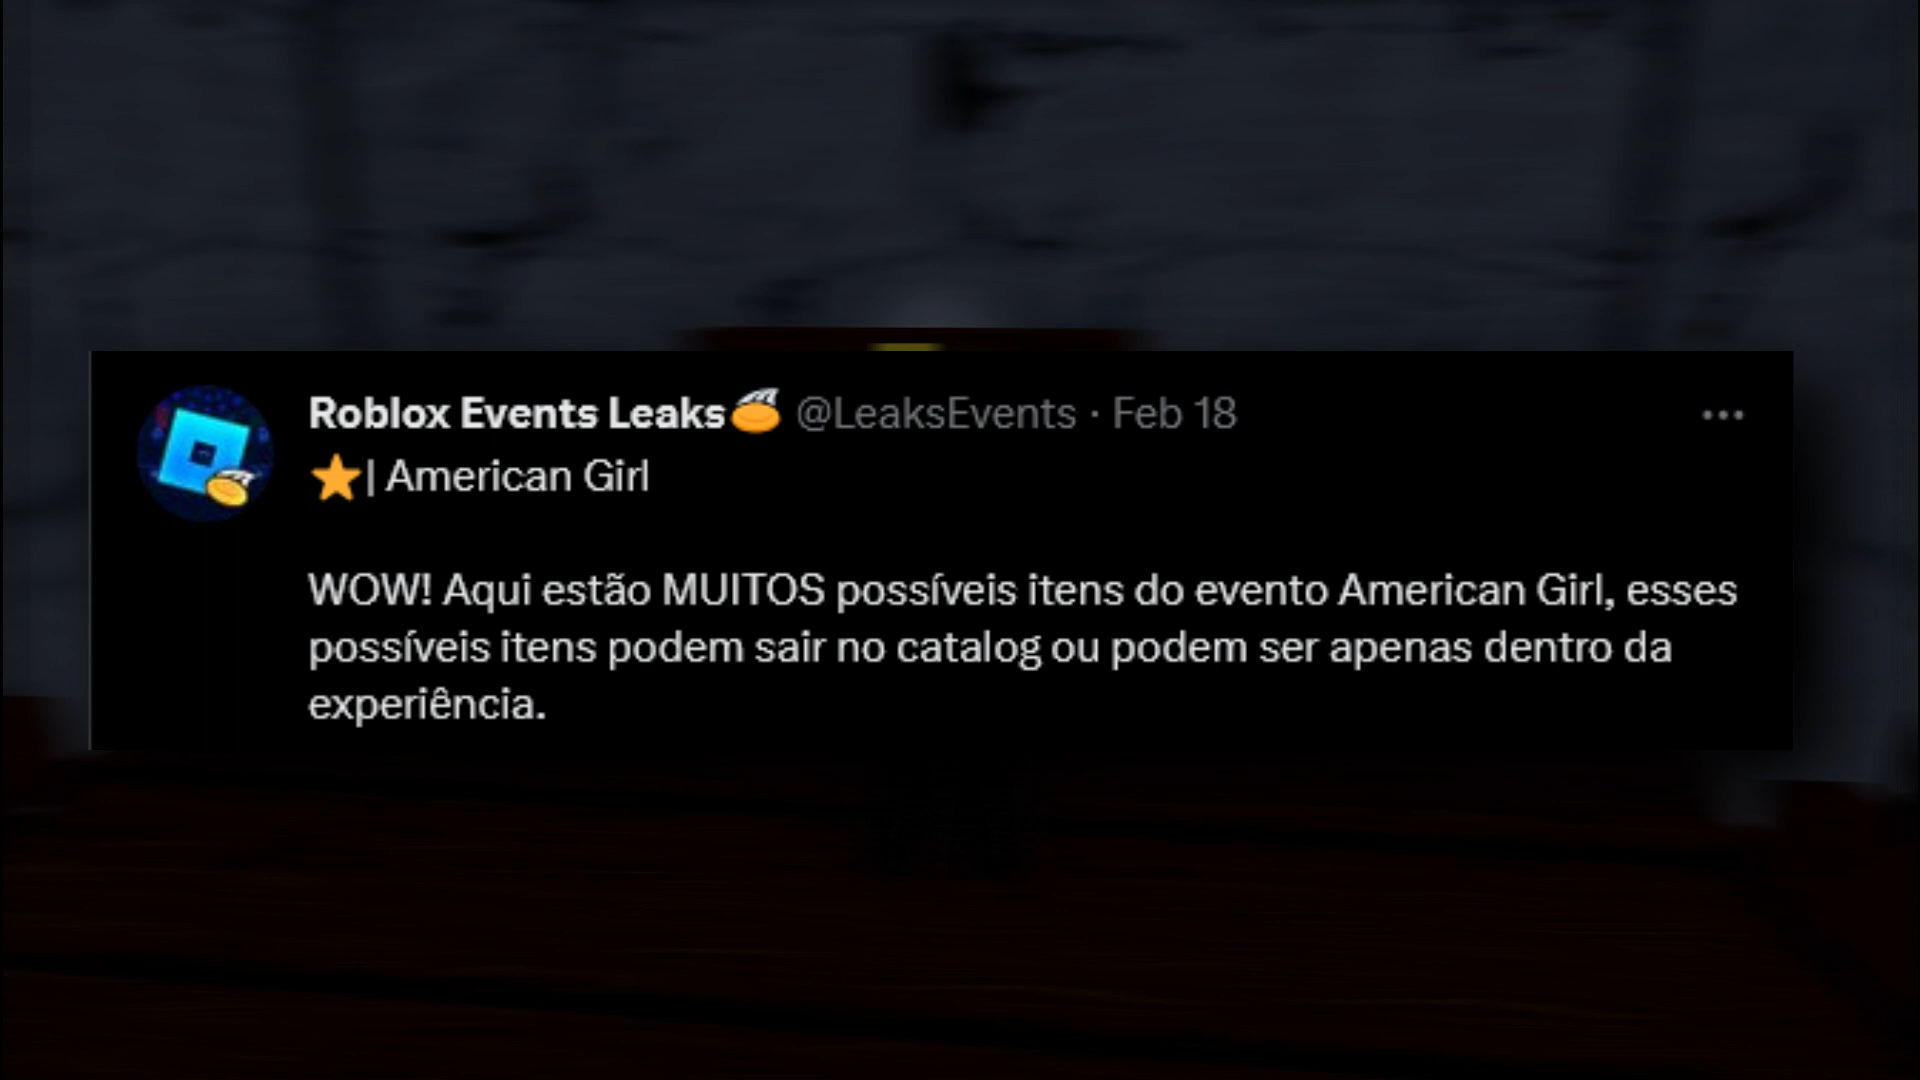 Roblox Events Leaks @LeaksEvents · Feb 18
⭐| American Girl
WOW! Aqui estão MUITOS possíveis itens do evento American Girl, esses
possíveis itens podem sair no catalog ou podem ser apenas dentro da
experiência.